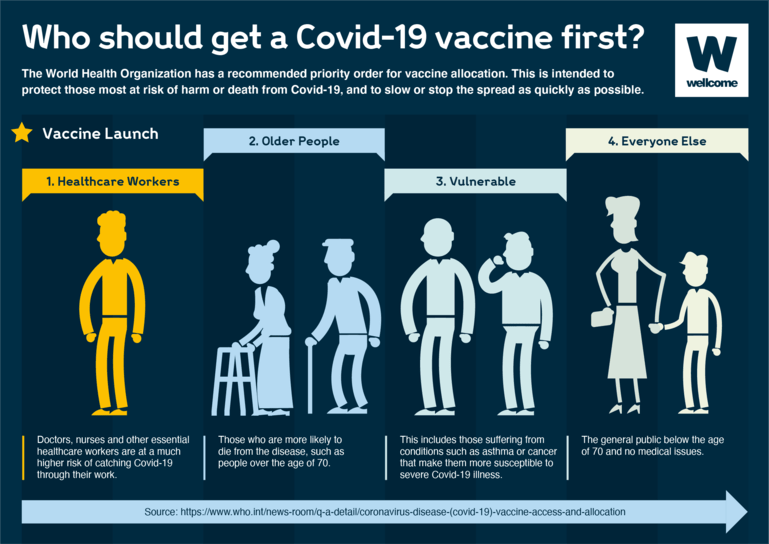 Who should get a Covid-19 vaccine first?
W
wellcome
The World Health Organization has a recommended priority order for vaccine allocation. This is intended to
protect those most at risk of harm or death from Covid-19, and to slow or stop the spread as quickly as possible.
Vaccine Launch
1. Healthcare Workers
Doctors, nurses and other essential
healthcare workers are at a much
higher risk of catching Covid-19
through their work.
2. Older People
Those who are more likely to
die from the disease, such as
people over the age of 70.
3. Vulnerable
This includes those suffering from
conditions such as asthma or cancer
that make them more susceptible to
severe Covid-19 illness.
4. Everyone Else
The general public below the age
of 70 and no medical issues.
Source: https://www.who.int/news-room/q-a-detail/coronavirus-disease-(covid-19)-vaccine-access-and-allocation